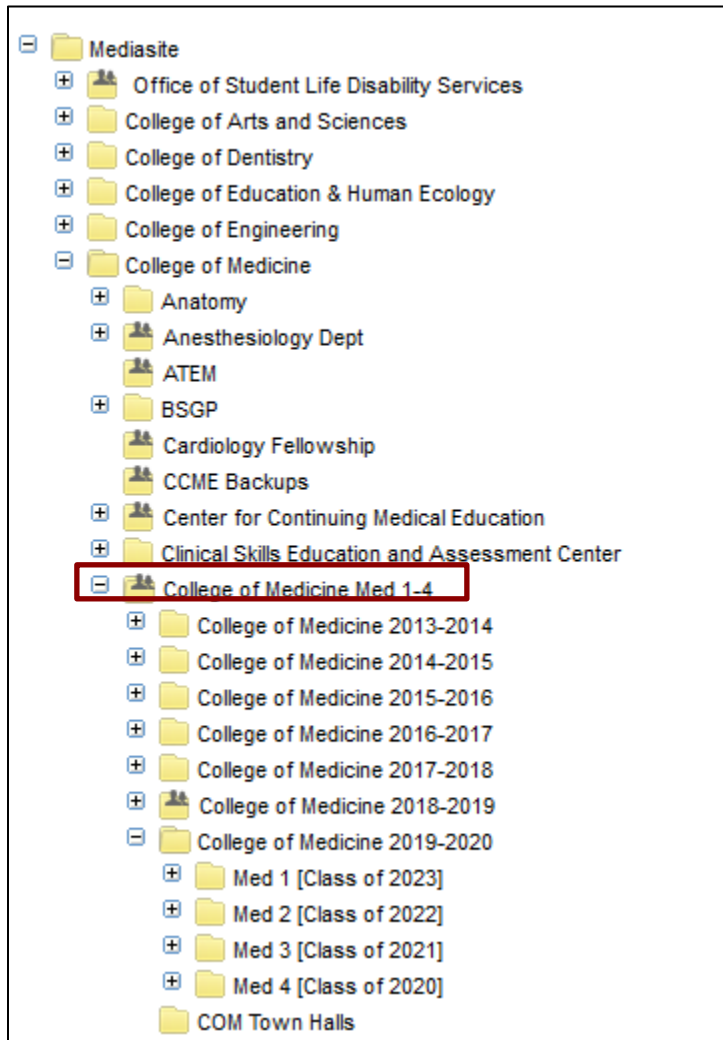 Mediasite
Office of Student Life Disability Services
College of Arts and Sciences
College of Dentistry
College of Education & Human Ecology
College of Engineering
College of Medicine
Anatomy
Anesthesiology Dept
ATEM
BSGP
Cardiology Fellowship
CCME Backups
Center for Continuing Medical Education
Clinical Skills Education and Assessment Center
College of Medicine Med 1-4
College of Medicine 2013-2014
College of Medicine 2014-2015
College of Medicine 2015-2016
College of Medicine 2016-2017
College of Medicine 2017-2018
College of Medicine 2018-2019
College of Medicine 2019-2020
Med 1 [Class of 2023]
Med 2 [Class of 2022]
Med 3 [Class of 2021]
Med 4 [Class of 2020]
COM Town Halls